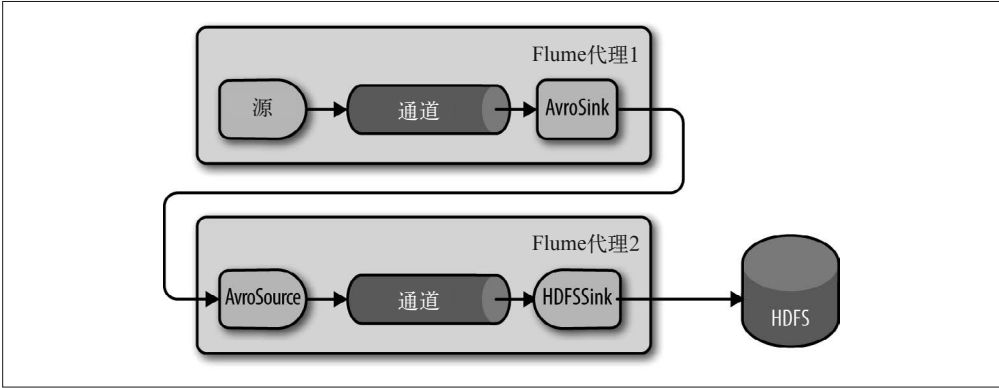 Flume代理1
源
通道
AvroSink
Flume代理2
AvroSource
通道
HDFSSink
HDFS